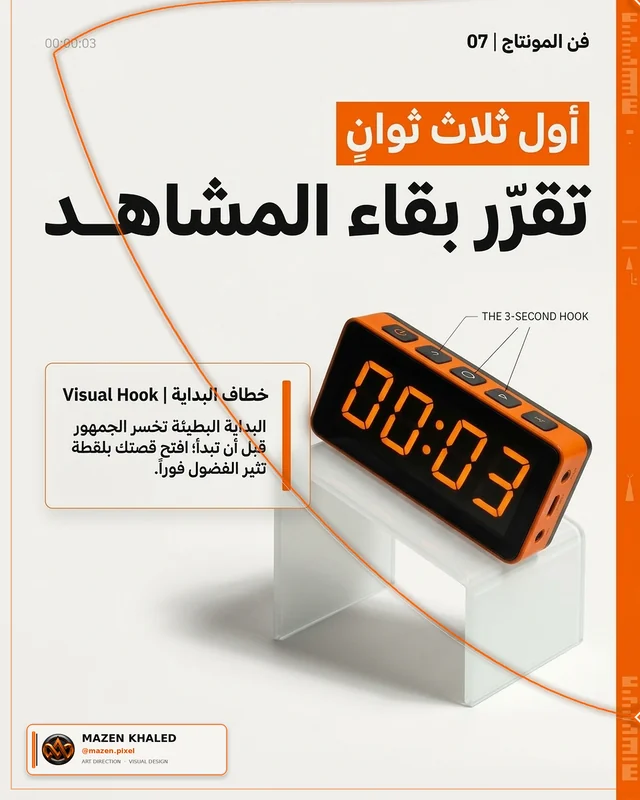 00:00:03
فن المونتاج | 07
أول ثلاث ثوانٍ
تقرّر بقاء المشاهـد
THE 3-SECOND HOOK
00:03
خطاف البداية | Visual Hook
البداية البطيئة تخسر الجمهور
قبل أن تبدأ؛ افتح قصتك بلقطة
تثير الفضول فوراً.
MAZEN KHALED
@mazen.pixel
ART DIRECTION · VISUAL DESIGN